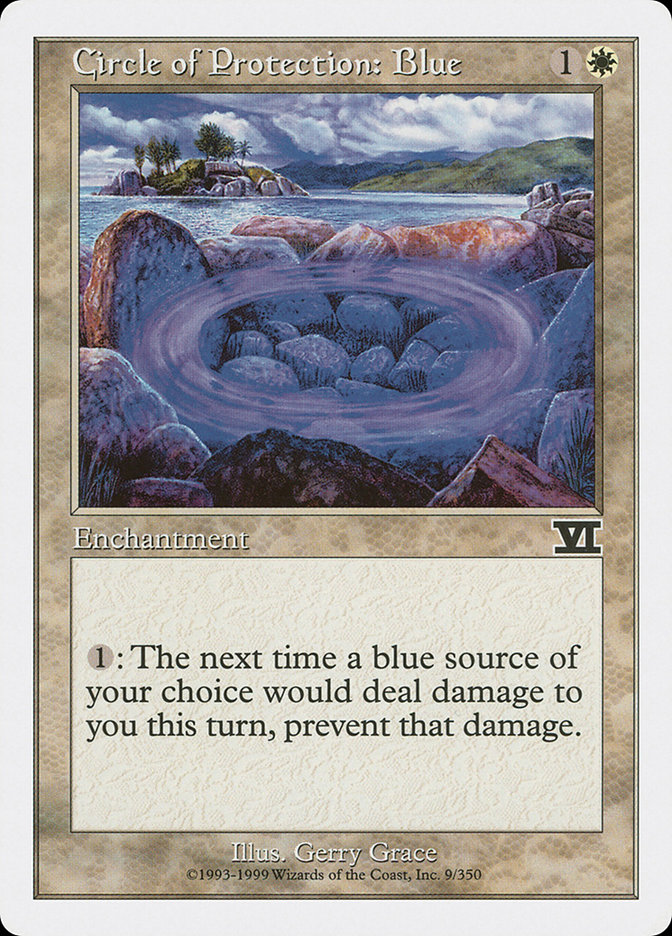 Circle of Protection: Blue 1
Enchantment VI
1: The next time a blue source of
your choice would deal damage to
you this turn, prevent that damage.
Illus. Gerry Grace
©1993-1999 Wizards of the Coast, Inc. 9/350